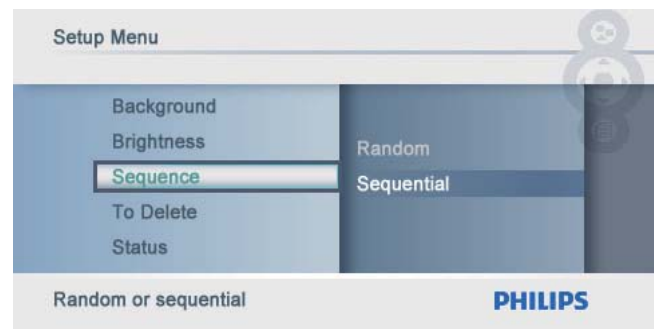 Setup Menu
Background
Brightness
Sequence
To Delete
Status
Random
Sequential
Random or sequential
PHILIPS